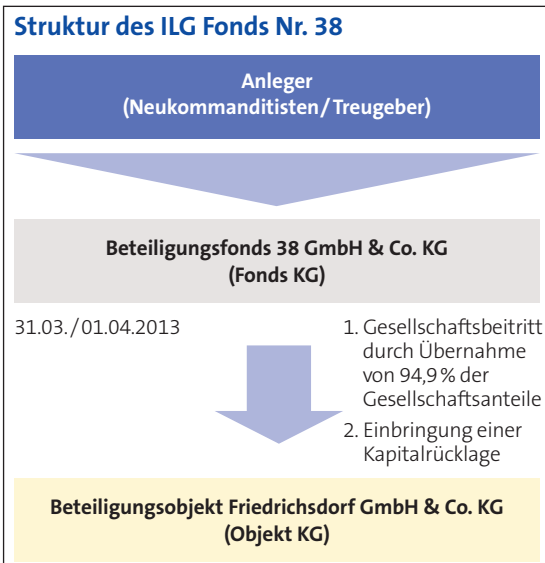 Struktur des ILG Fonds Nr. 38
Anleger
(Neukommanditisten / Treugeber)
Beteiligungsfonds 38 GmbH & Co. KG
(Fonds KG)
31.03. / 01.04.2013
1. Gesellschaftsbeitritt
durch Übernahme
von 94,9 % der
Gesellschaftsanteile
2. Einbringung einer
Kapitalrücklage
Beteiligungsobjekt Friedrichsdorf GmbH & Co. KG
(Objekt KG)